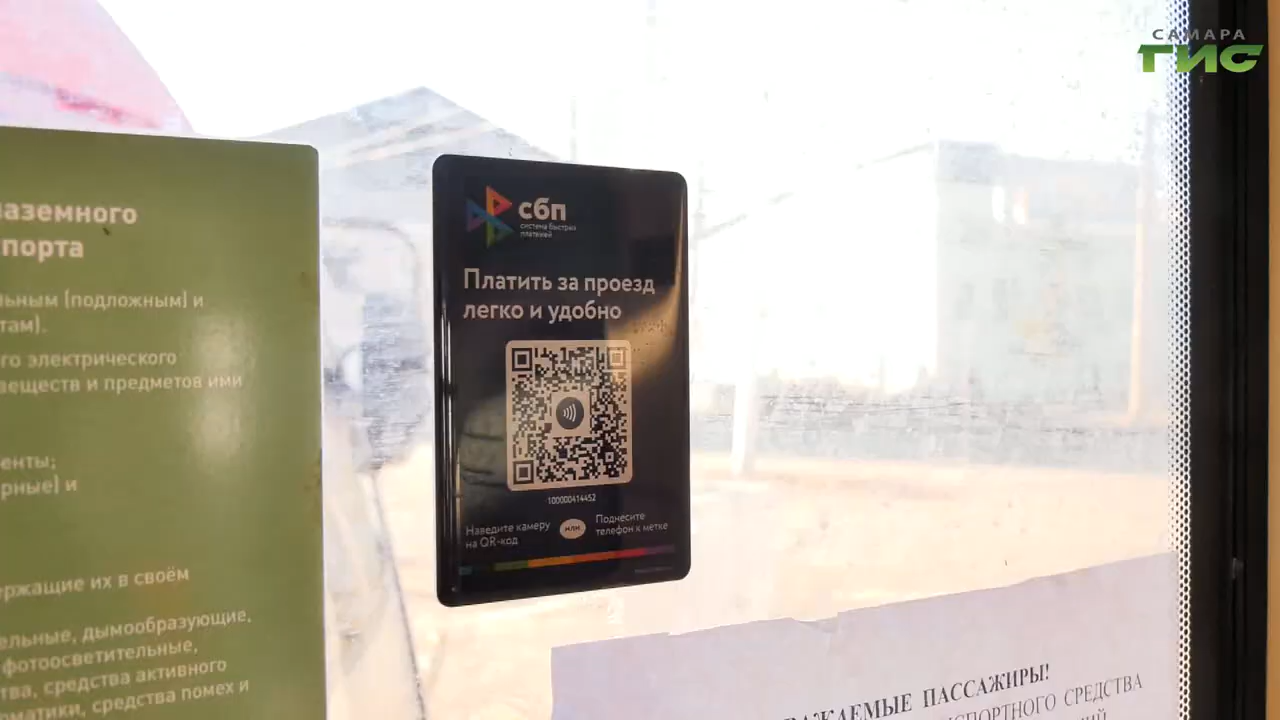 САМАРА
ГИС
наземного
спорта
льным (подложным) и
там).
го электрического
веществ и предметов ими
енты;
рные) и
ержащие их в своём
ельные, дымообразующие,
фотоосветительные,
тва, средства активного
матики, средства помех и
сбп
система быстрых
платежей
Платить за проезд
легко и удобно
100000414452
Наведите камеру
на QR-код
или
Поднесите
телефон к метке
ВАЖАЕМЫЕ ПАССАЖИРЫ!
СПОРТНОГО СРЕДСТВА